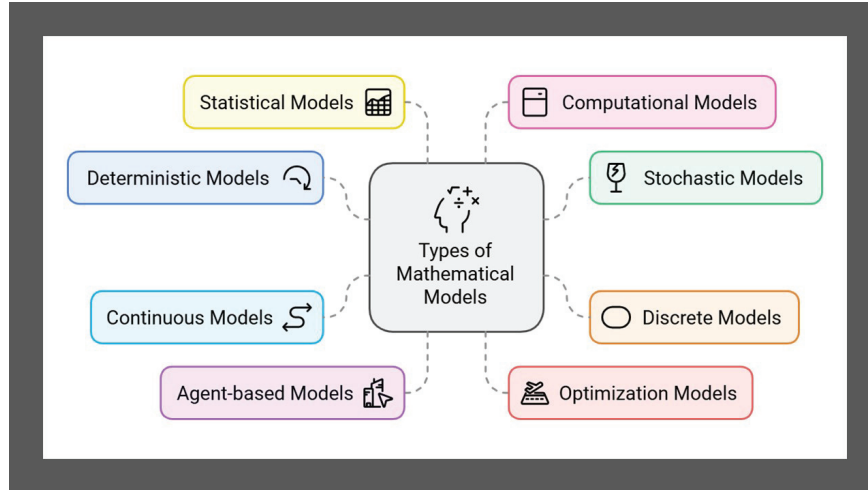 Statistical Models
Computational Models
Deterministic Models
Stochastic Models
Types of
Mathematical
Models
Continuous Models
Discrete Models
Agent-based Models
Optimization Models